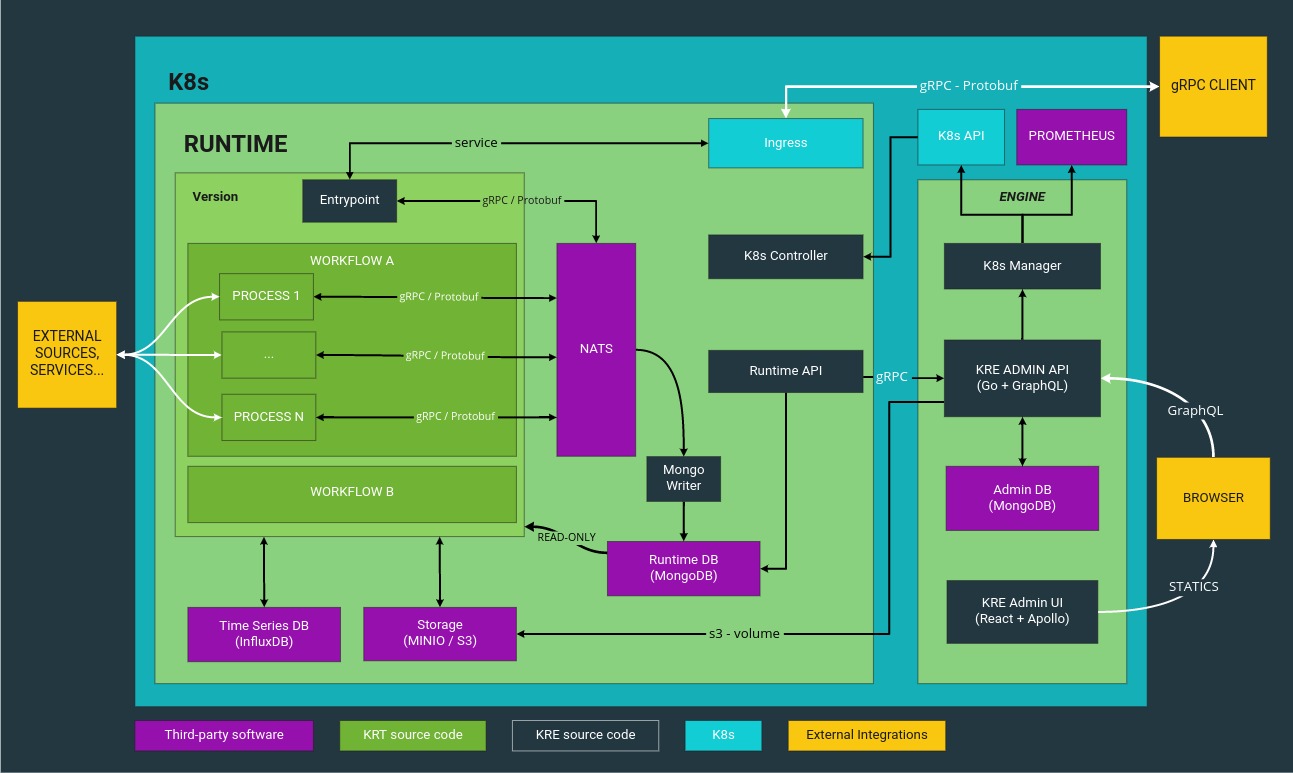 K8s
gRPC - Protobuf
gRPC CLIENT
RUNTIME
service
Ingress
K8s API
PROMETHEUS
Version
Entrypoint
gRPC / Protobuf
ENGINE
WORKFLOW A
K8s Controller
K8s Manager
PROCESS 1
gRPC / Protobuf
EXTERNAL
SOURCES,
SERVICES...
...
gRPC / Protobuf
NATS
Runtime API
gRPC
KRE ADMIN API
(Go + GraphQL)
PROCESS N
gRPC / Protobuf
GraphQL
Mongo
Writer
WORKFLOW B
Admin DB
(MongoDB)
BROWSER
READ-ONLY
Runtime DB
(MongoDB)
STATICS
KRE Admin UI
(React + Apollo)
Time Series DB
(InfluxDB)
Storage
(MINIO / S3)
s3 - volume
Third-party software
KRT source code
KRE source code
K8s
External Integrations